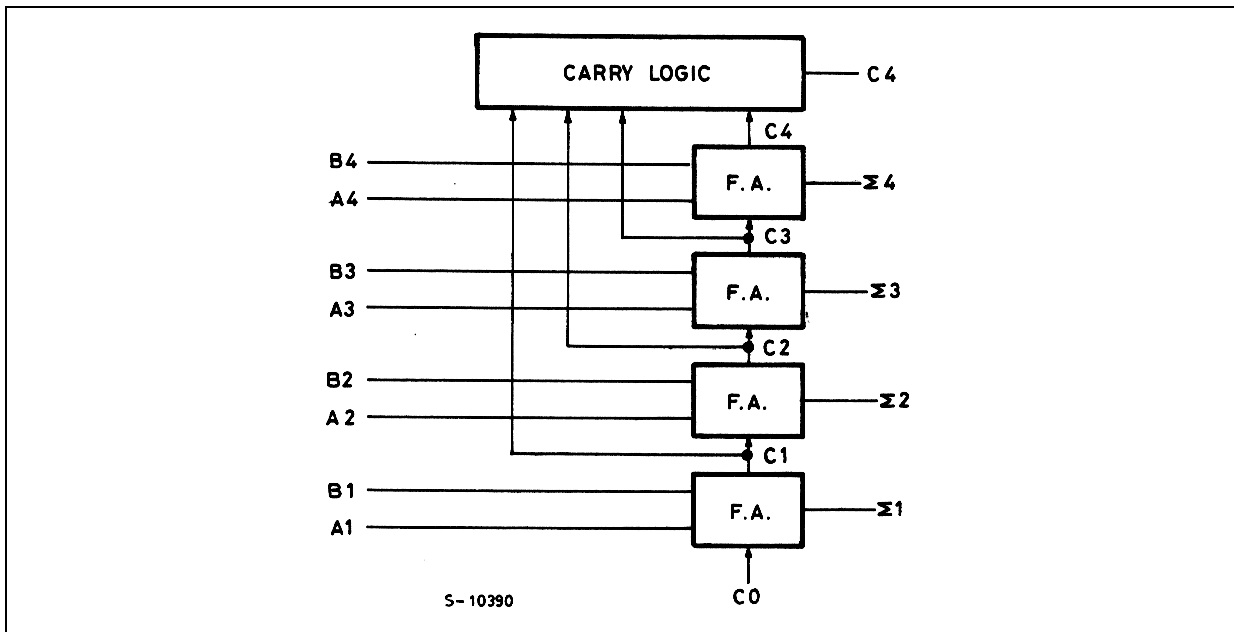 CARRY LOGIC
C4
C4
B4
F.A.
Σ4
A4
C3
B3
F.A.
Σ3
A3
C2
B2
F.A.
Σ2
A2
C1
B1
F.A.
Σ1
A1
S-10390
C0